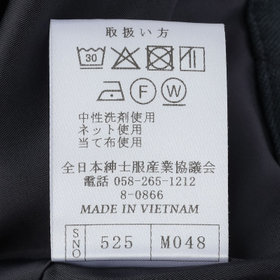 取扱い方
30
F W
中性洗剤使用
ネット使用
当て布使用
全日本紳士服産業協議会
電話 058-265-1212
8-0866
MADE IN VIETNAM
SNO 525 M048